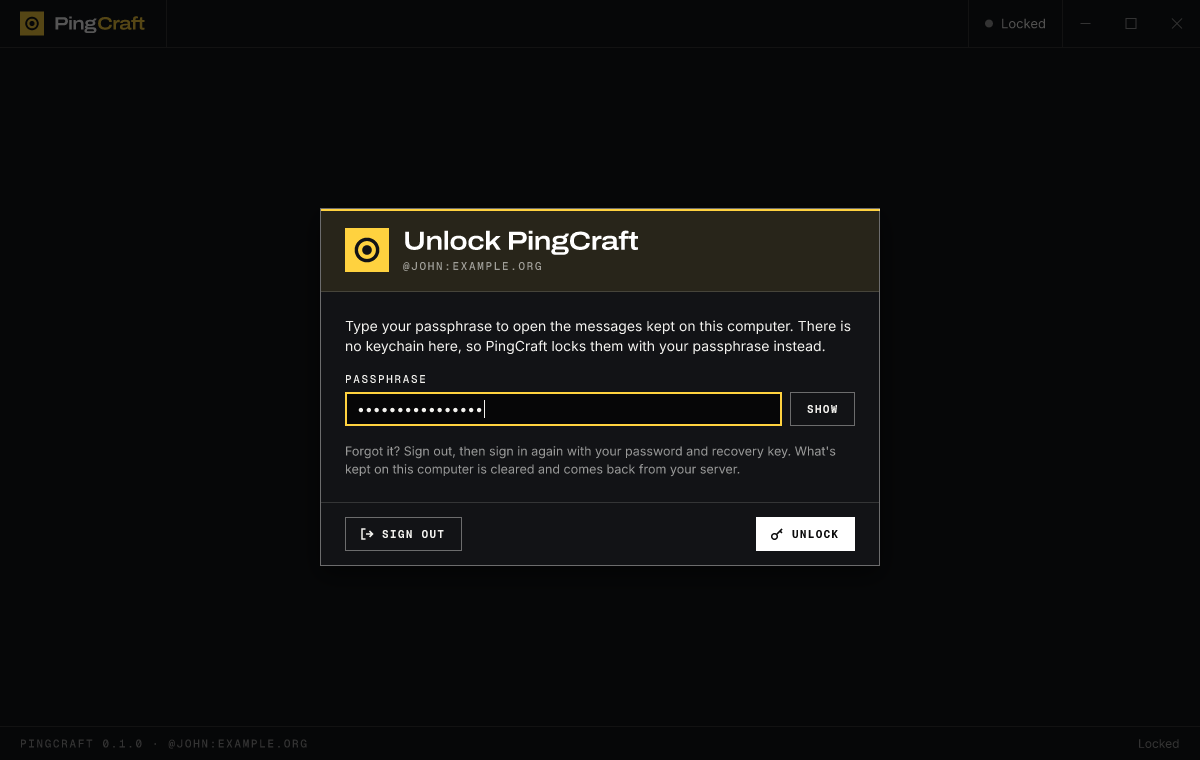 PingCraft
Locked
Unlock PingCraft
@JOHN:EXAMPLE.ORG
Type your passphrase to open the messages kept on this computer. There is
no keychain here, so PingCraft locks them with your passphrase instead.
PASSPHRASE
••••••••••••••••
SHOW
Forgot it? Sign out, then sign in again with your password and recovery key. What's
kept on this computer is cleared and comes back from your server.
SIGN OUT
UNLOCK
PINGCRAFT 0.1.0 · @JOHN:EXAMPLE.ORG
Locked